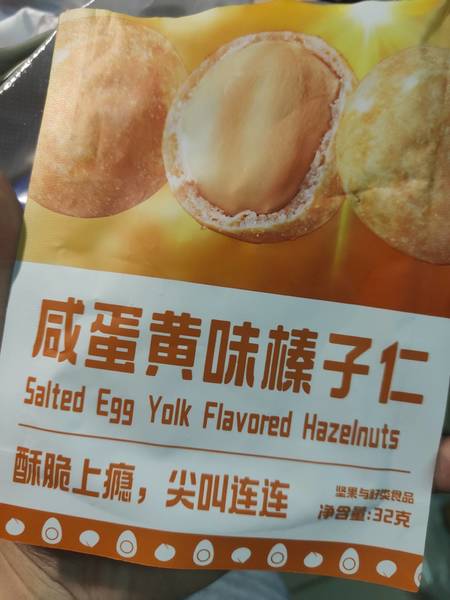 咸蛋黄味榛子仁
Salted Egg Yolk Flavored Hazelnuts
酥脆上瘾，尖叫连连
坚果与籽类食品
净含量:32克